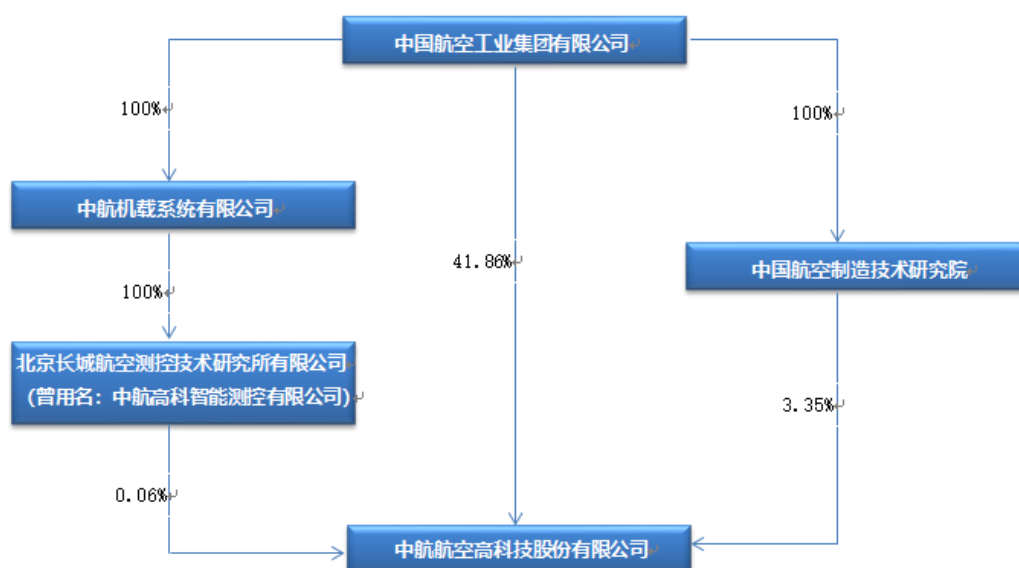 中国航空工业集团有限公司
100%
100%
中航机载系统有限公司
41.86%
中国航空制造技术研究院
100%
北京长城航空测控技术研究所有限公司
（曾用名：中航高科智能测控有限公司）
3.35%
0.06%
中航航空高科技股份有限公司